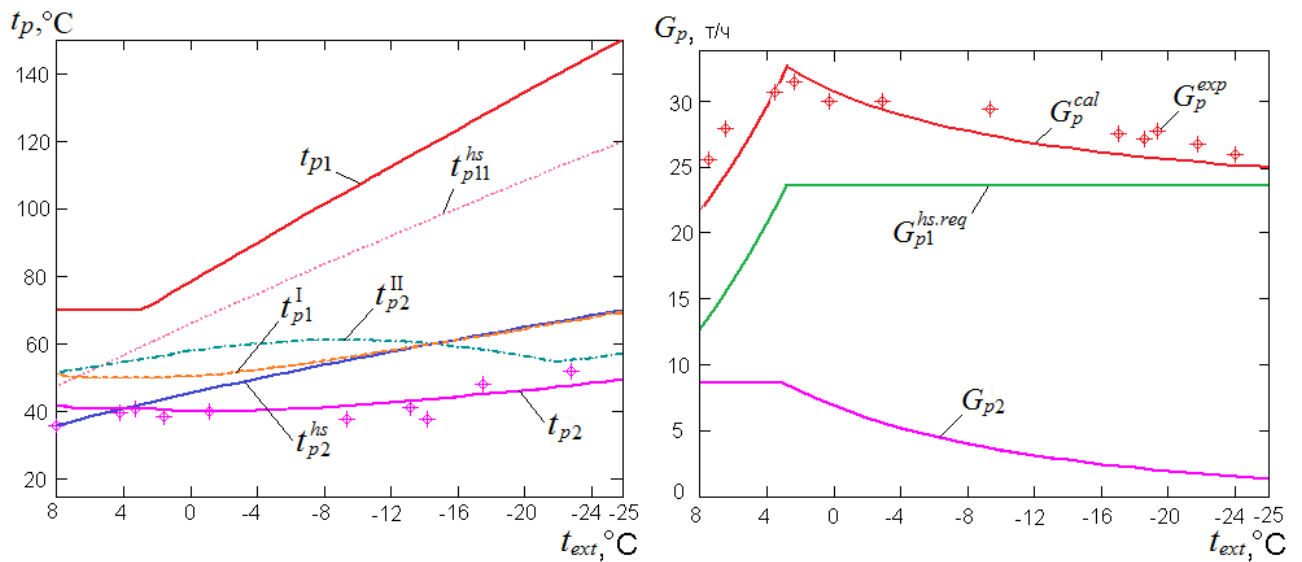 t_p,°C
140
120
100
80
60
40
20
8 4 0 -4 -8 -12 -16 -20 -24 -25
t_ext,°C
t_p1
t_p11^hs
t_p1^I
t_p2^II
t_p2^hs
t_p2
G_p, т/ч
30
25
20
15
10
5
0
8 4 0 -4 -8 -12 -16 -20 -24 -25
t_ext,°C
G_p^cal
G_p^exp
G_p1^hs.req
G_p2